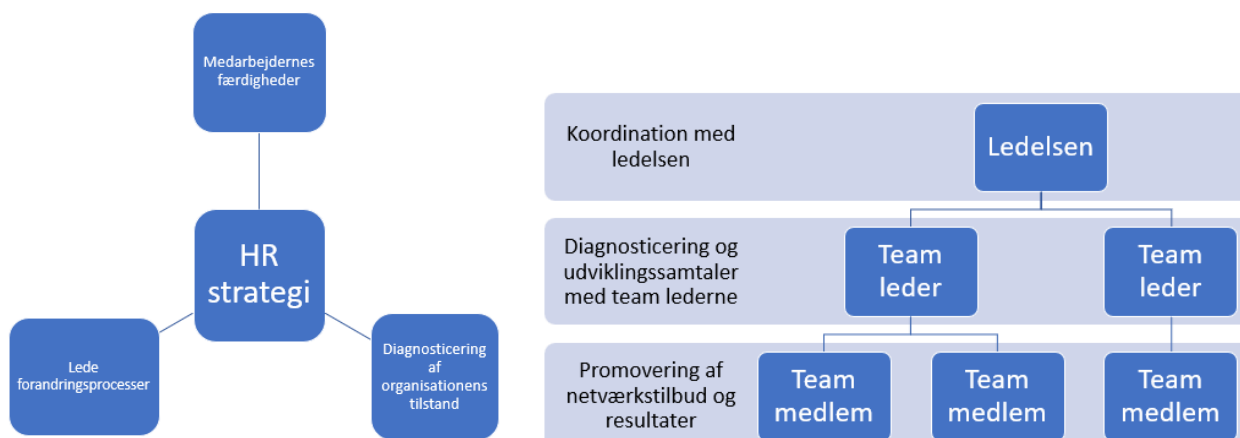 Medarbejdernes
færdigheder
HR
strategi
Lede
forandringsprocesser
Diagnosticering
af
organisationens
tilstand
Koordination med
ledelsen
Ledelsen
Diagnosticering og
udviklingssamtaler
med team lederne
Team
leder
Team
leder
Promovering af
netværkstilbud og
resultater
Team
medlem
Team
medlem
Team
medlem